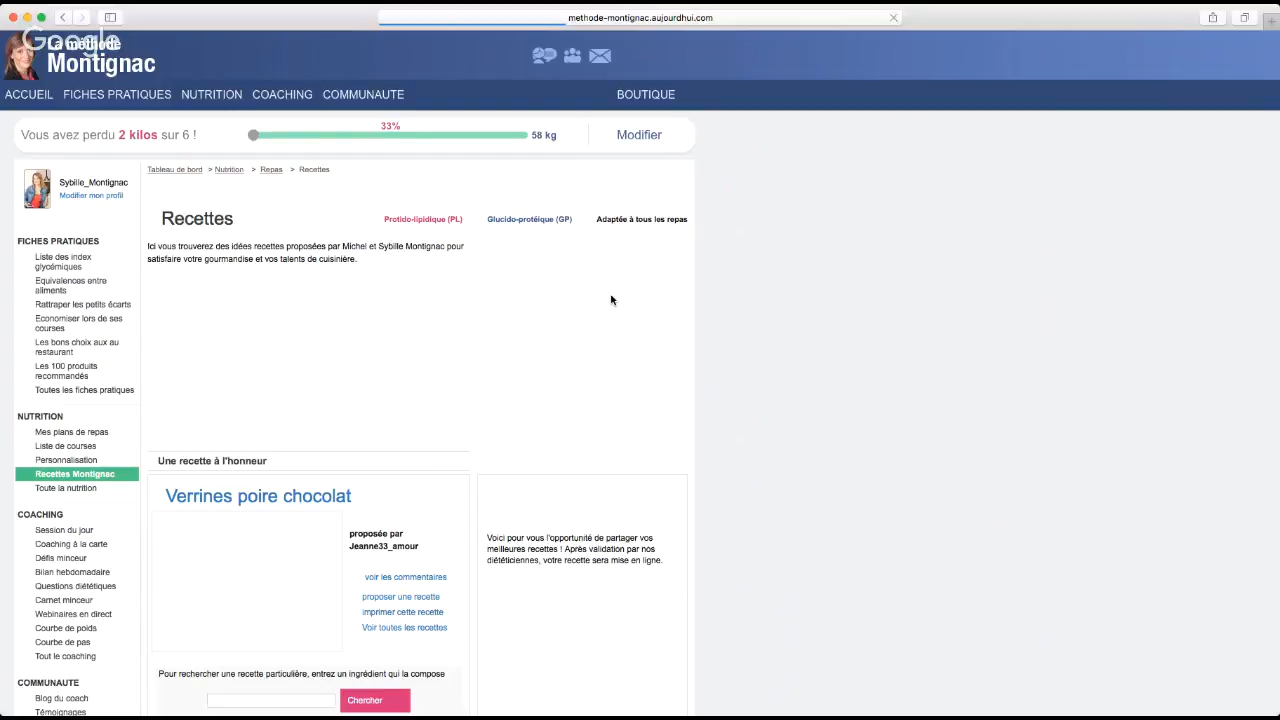 methode-montignac.aujourdhui.com
Google
La méthode
Montignac
ACCUEIL FICHES PRATIQUES NUTRITION COACHING COMMUNAUTE BOUTIQUE
Vous avez perdu 2 kilos sur 6 !
33%
58 kg
Modifier
Sybille_Montignac
Modifier mon profil
FICHES PRATIQUES
Liste des index
glycémiques
Equivalences entre
aliments
Rattraper les petits écarts
Economiser lors de ses
courses
Les bons choix aux au
restaurant
Les 100 produits
recommandés
Toutes les fiches pratiques
NUTRITION
Mes plans de repas
Liste de courses
Personnalisation
Recettes Montignac
Toute la nutrition
COACHING
Session du jour
Coaching à la carte
Défis minceur
Bilan hebdomadaire
Questions diététiques
Carnet minceur
Webinaires en direct
Courbe de poids
Courbe de pas
Tout le coaching
COMMUNAUTE
Blog du coach
Témoignages
Tableau de bord > Nutrition > Repas > Recettes
Recettes
Protido-lipidique (PL) Glucido-protéique (GP) Adaptée à tous les repas
Ici vous trouverez des idées recettes proposées par Michel et Sybille Montignac pour
satisfaire votre gourmandise et vos talents de cuisinière.
Une recette à l'honneur
Verrines poire chocolat
proposée par
Jeanne33_amour
voir les commentaires
proposer une recette
imprimer cette recette
Voir toutes les recettes
Pour rechercher une recette particulière, entrez un ingrédient qui la compose
Chercher
Voici pour vous l'opportunité de partager vos
meilleures recettes ! Après validation par nos
diététiciennes, votre recette sera mise en ligne.